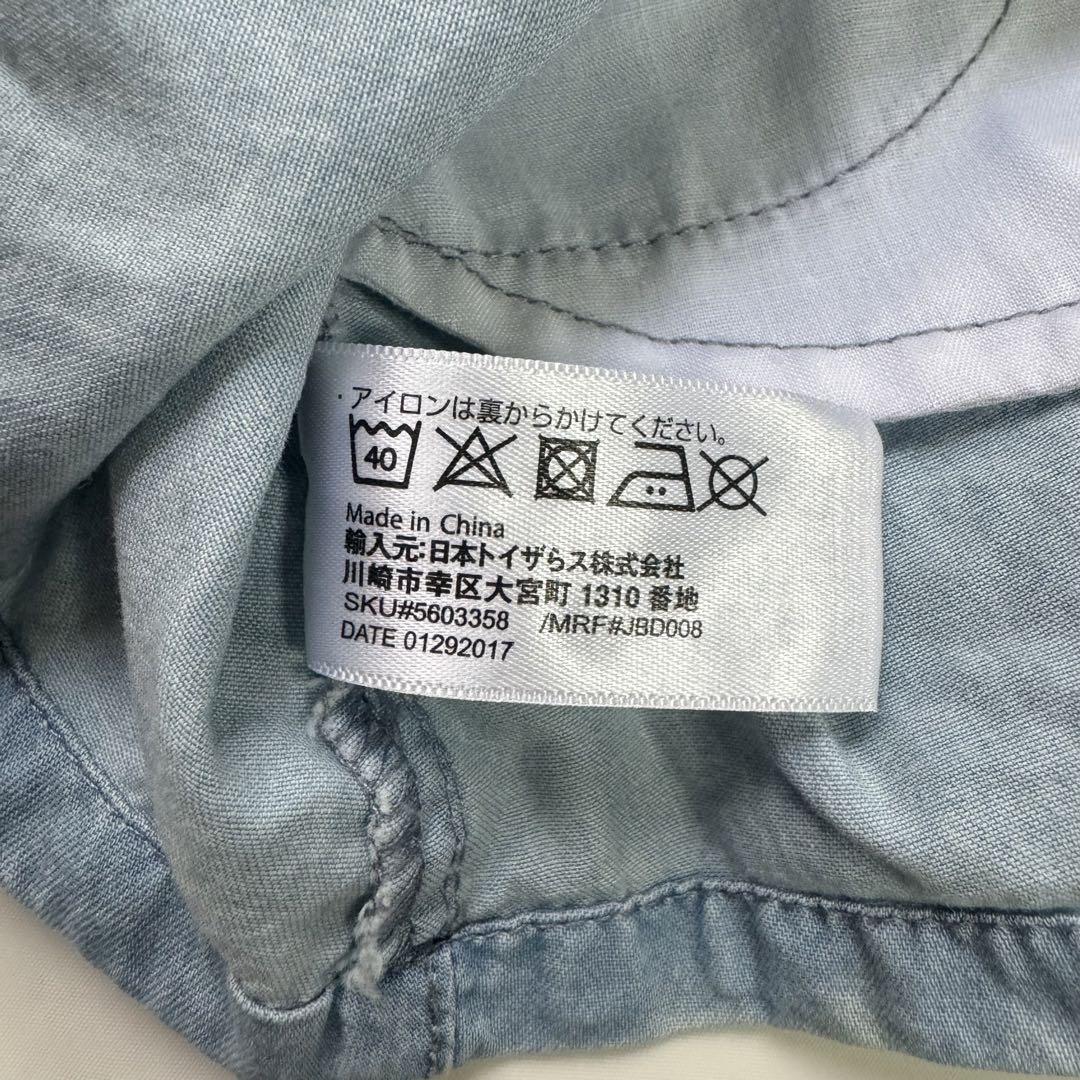 ・アイロンは裏からかけてください。
40
Made in China
輸入元:日本トイザらス株式会社
川崎市幸区大宮町 1310 番地
SKU#5603358 /MRF#JBD008
DATE 01292017